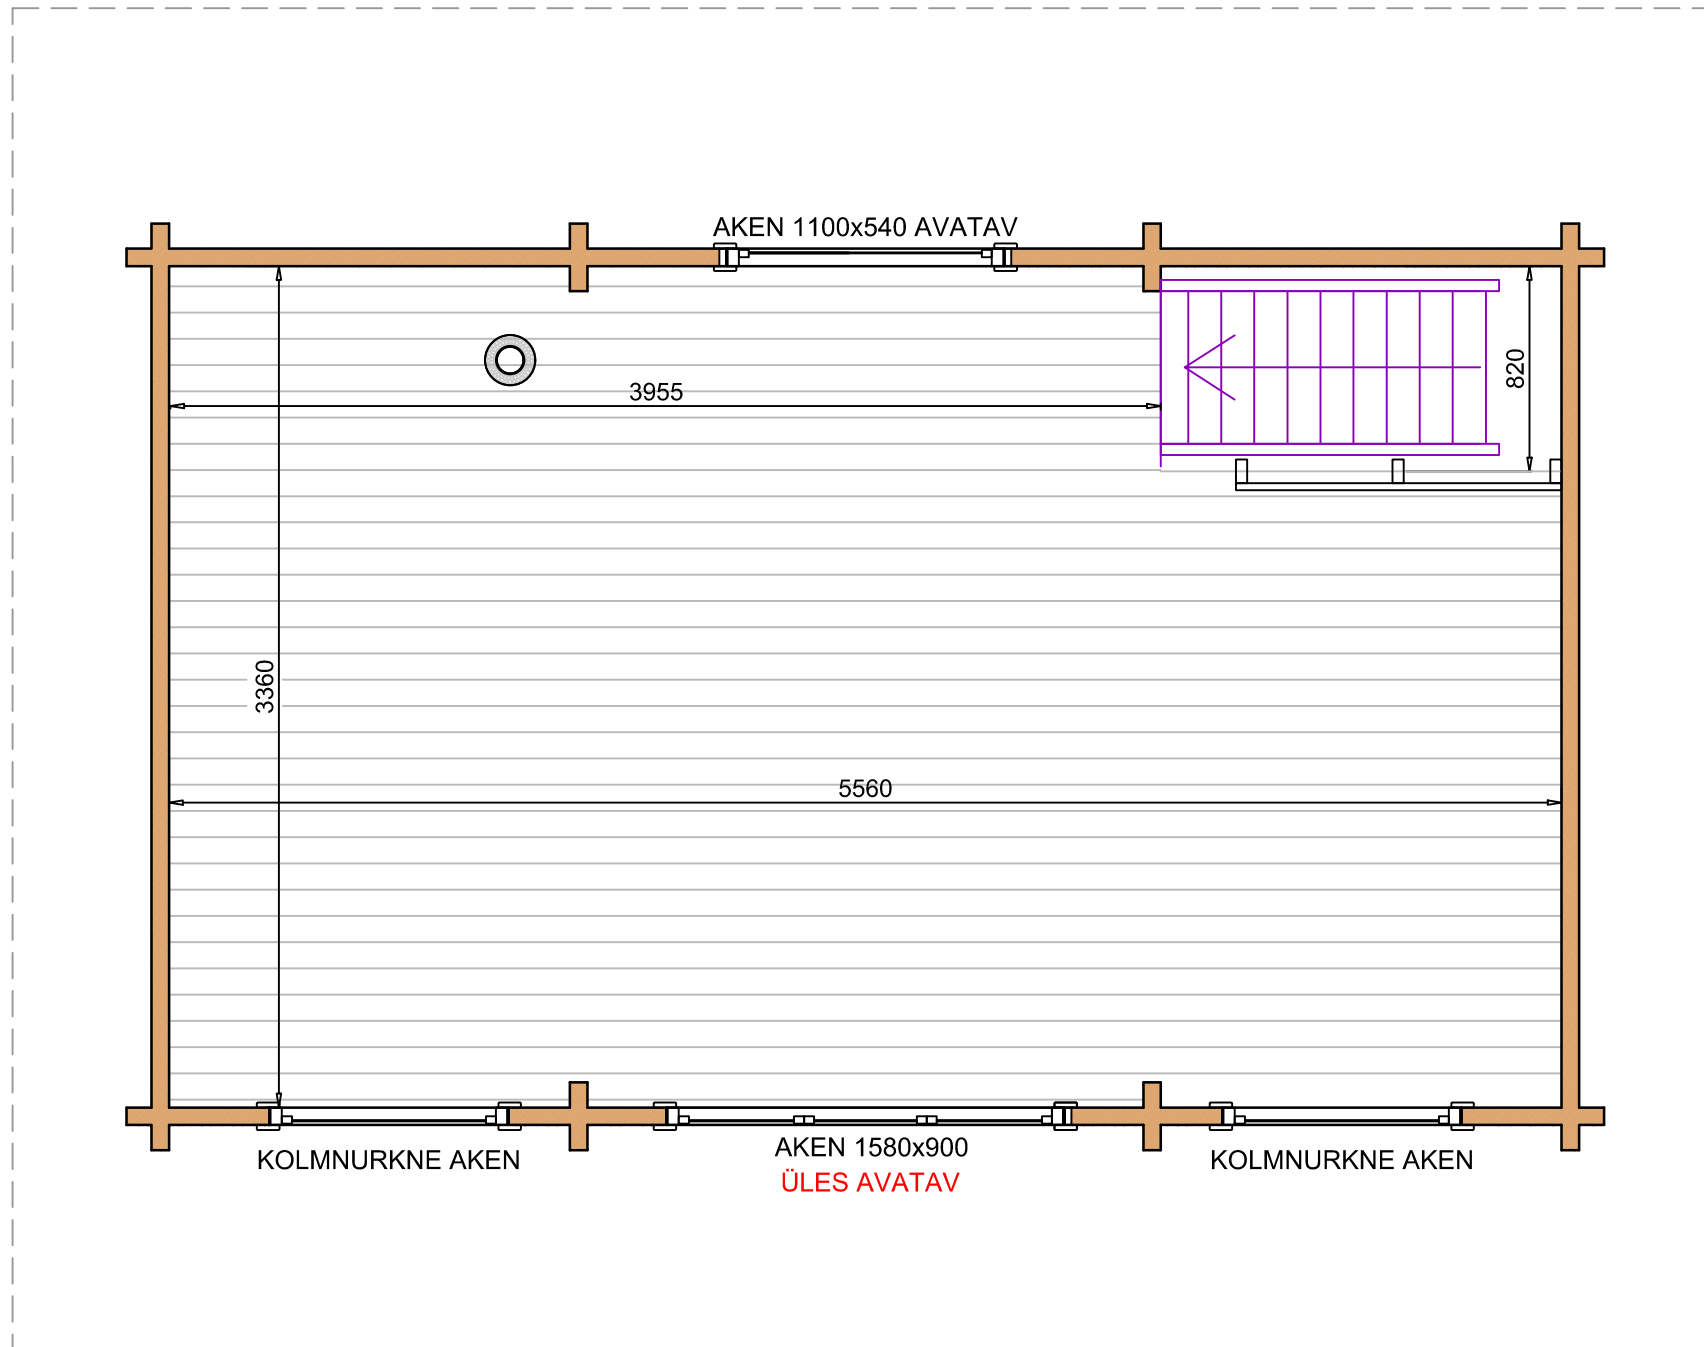 AKEN 1100x540 AVATAV
820
3955
3360
5560
AKEN 1580x900
ÜLES AVATAV
KOLMNURKNE AKEN
KOLMNURKNE AKEN